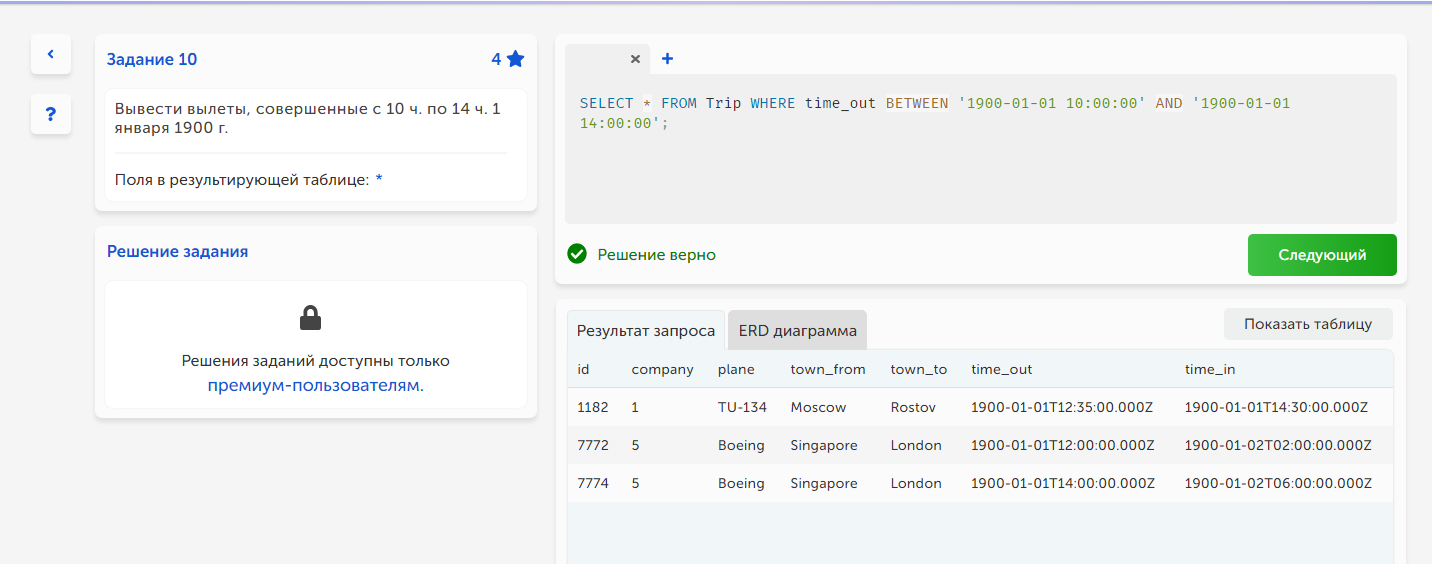 Задание 10
4
?
Вывести вылеты, совершенные с 10 ч. по 14 ч. 1
января 1900 г.
Поля в результирующей таблице: *
Решение задания
Решения заданий доступны только
премиум-пользователям.
SELECT * FROM Trip WHERE time_out BETWEEN '1900-01-01 10:00:00' AND '1900-01-01
14:00:00';
Решение верно
Следующий
Результат запроса ERD диаграмма Показать таблицу
id company plane town_from town_to time_out time_in
1182 1 TU-134 Moscow Rostov 1900-01-01T12:35:00.000Z 1900-01-01T14:30:00.000Z
7772 5 Boeing Singapore London 1900-01-01T12:00:00.000Z 1900-01-02T02:00:00.000Z
7774 5 Boeing Singapore London 1900-01-01T14:00:00.000Z 1900-01-02T06:00:00.000Z